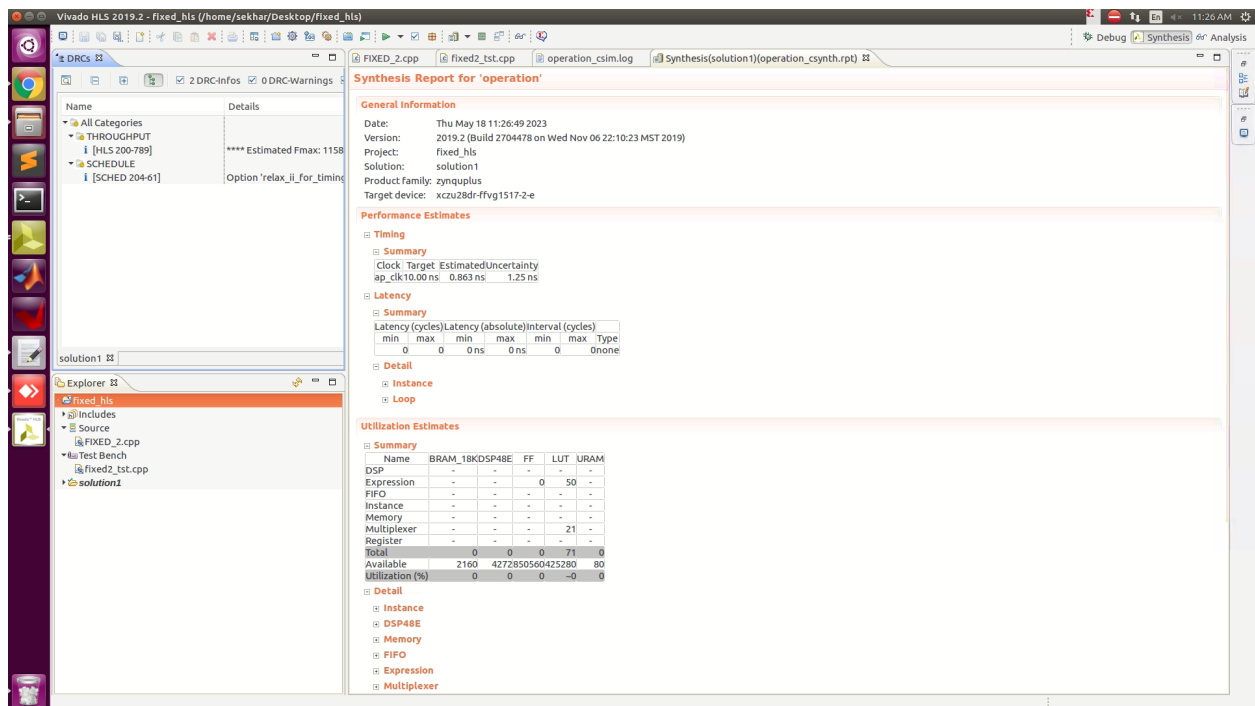 Vivado HLS 2019.2 - fixed_hls (/home/sekhar/Desktop/fixed_hls)
En 11:26 AM
Debug Synthesis Analysis
DRCs
2 DRC-Infos 0 DRC-Warnings
Name Details
All Categories
THROUGHPUT
[HLS 200-789] **** Estimated Fmax: 1158
SCHEDULE
[SCHED 204-61] Option 'relax_ii_for_timing
solution1
Explorer
fixed_hls
Includes
Source
FIXED_2.cpp
Test Bench
fixed2_tst.cpp
solution1
FIXED_2.cpp fixed2_tst.cpp operation_csim.log Synthesis(solution1)(operation_csynth.rpt)
Synthesis Report for 'operation'
General Information
Date: Thu May 18 11:26:49 2023
Version: 2019.2 (Build 2704478 on Wed Nov 06 22:10:23 MST 2019)
Project: fixed_hls
Solution: solution1
Product family: zynquplus
Target device: xczu28dr-ffvg1517-2-e
Performance Estimates
Timing
Summary
Clock Target Estimated Uncertainty
ap_clk 10.00 ns 0.863 ns 1.25 ns
Latency
Summary
Latency (cycles) Latency (absolute) Interval (cycles)
min max min max min max Type
0 0 0 ns 0 ns 0 0 none
Detail
Instance
Loop
Utilization Estimates
Summary
Name BRAM_18K DSP48E FF LUT URAM
DSP - - - - -
Expression - - 0 50 -
FIFO - - - - -
Instance - - - - -
Memory - - - - -
Multiplexer - - - 21 -
Register - - - - -
Total 0 0 0 71 0
Available 2160 4272 850560 425280 80
Utilization (%) 0 0 0 ~0 0
Detail
Instance
DSP48E
Memory
FIFO
Expression
Multiplexer